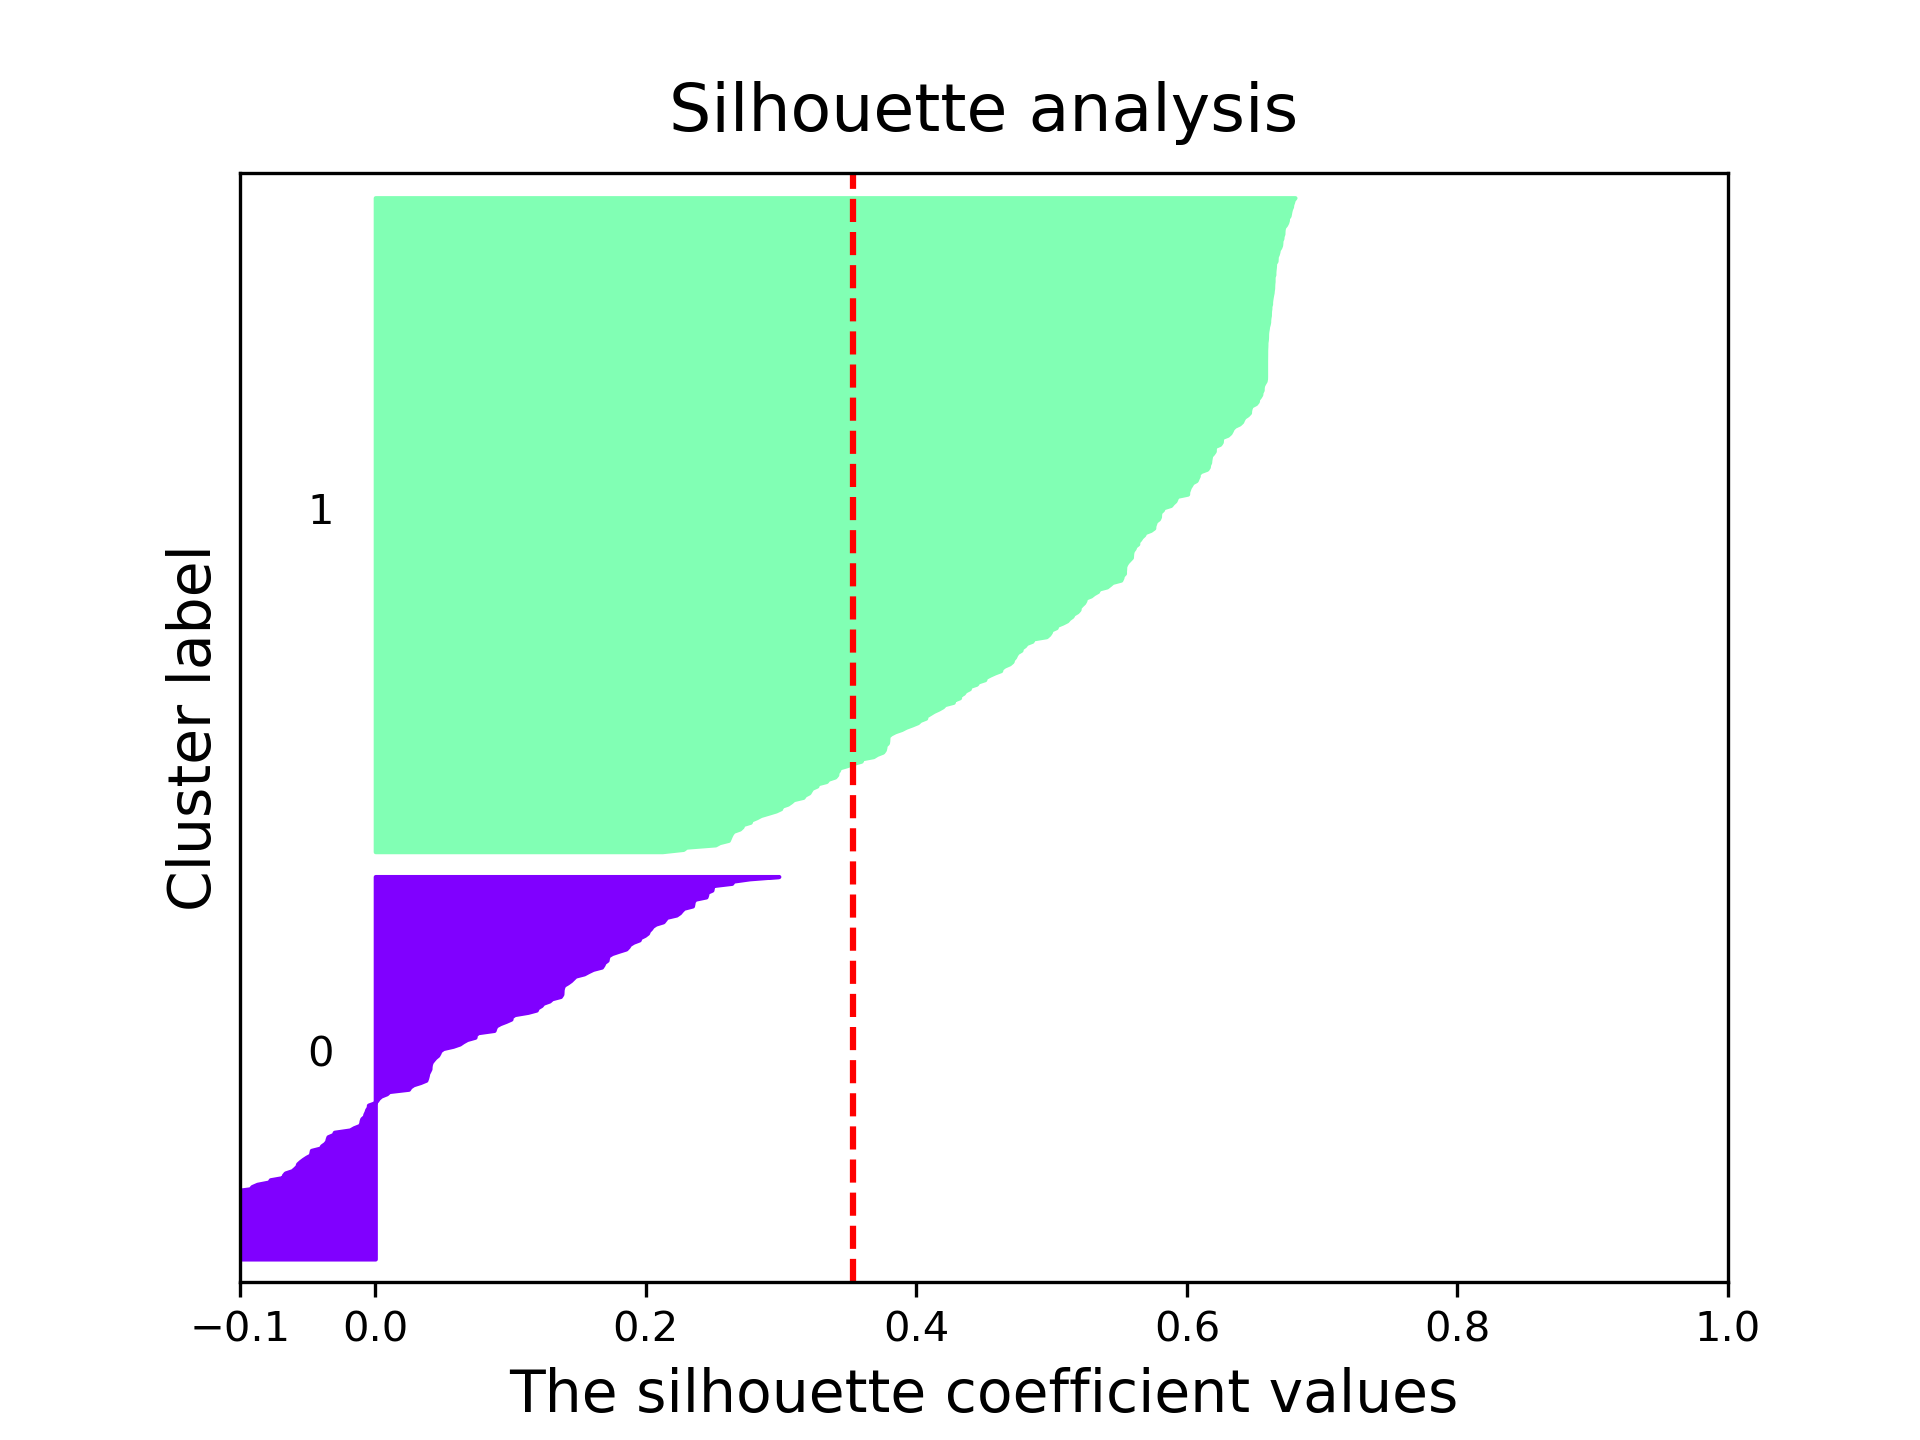 Silhouette analysis
Cluster label
1
0
−0.1 0.0 0.2 0.4 0.6 0.8 1.0
The silhouette coefficient values